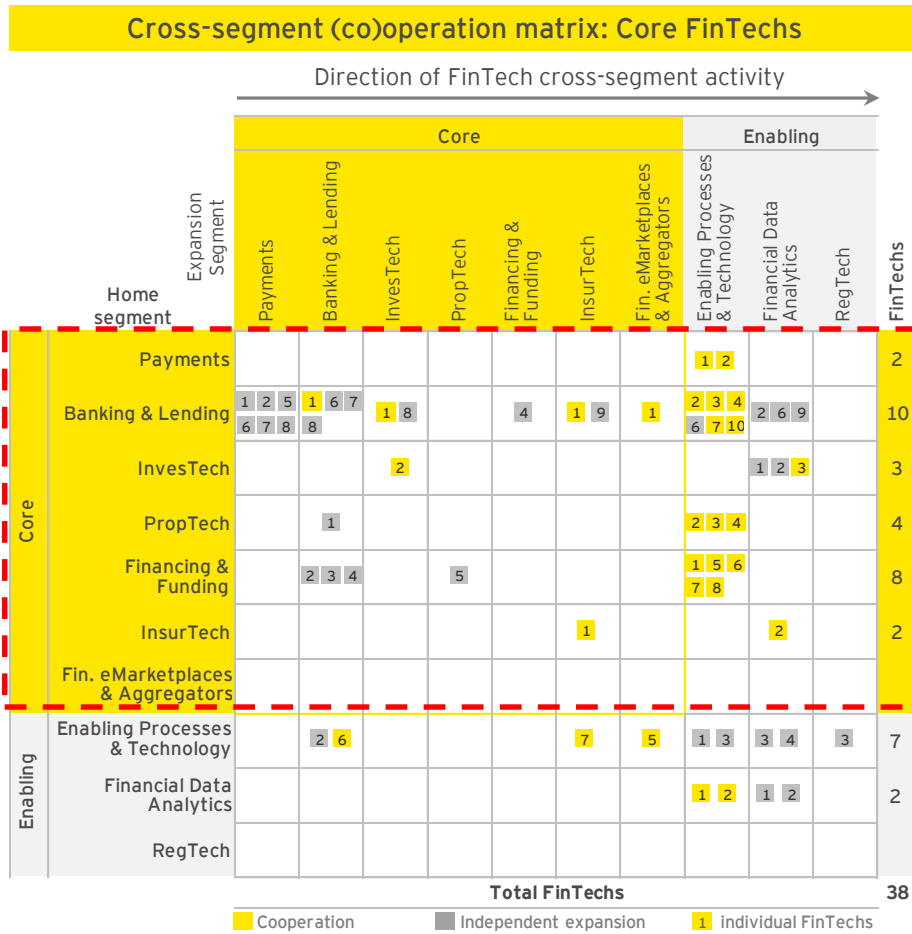 Cross-segment (co)operation matrix: Core FinTechs
Direction of FinTech cross-segment activity
Core
Enabling
Expansion
Segment
Home
segment
Payments
Banking & Lending
InvesTech
PropTech
Financing &
Funding
InsurTech
Fin. eMarketplaces
& Aggregators
Enabling Processes
& Technology
Financial Data
Analytics
RegTech
FinTechs
Core
Payments
1 2
2
Banking & Lending
1 2 5
6 7 8
1 6 7
8
1 8
4
1 9
1
2 3 4
6 7 10
2 6 9
10
InvesTech
2
1 2 3
3
PropTech
1
2 3 4
4
Financing &
Funding
2 3 4
5
1 5 6
7 8
8
InsurTech
1
2
2
Fin. eMarketplaces
& Aggregators
Enabling
Enabling Processes
& Technology
2 6
7
5
1 3
3 4
3
7
Financial Data
Analytics
1 2
1 2
2
RegTech
Total FinTechs
38
Cooperation
Independent expansion
1 individual FinTechs